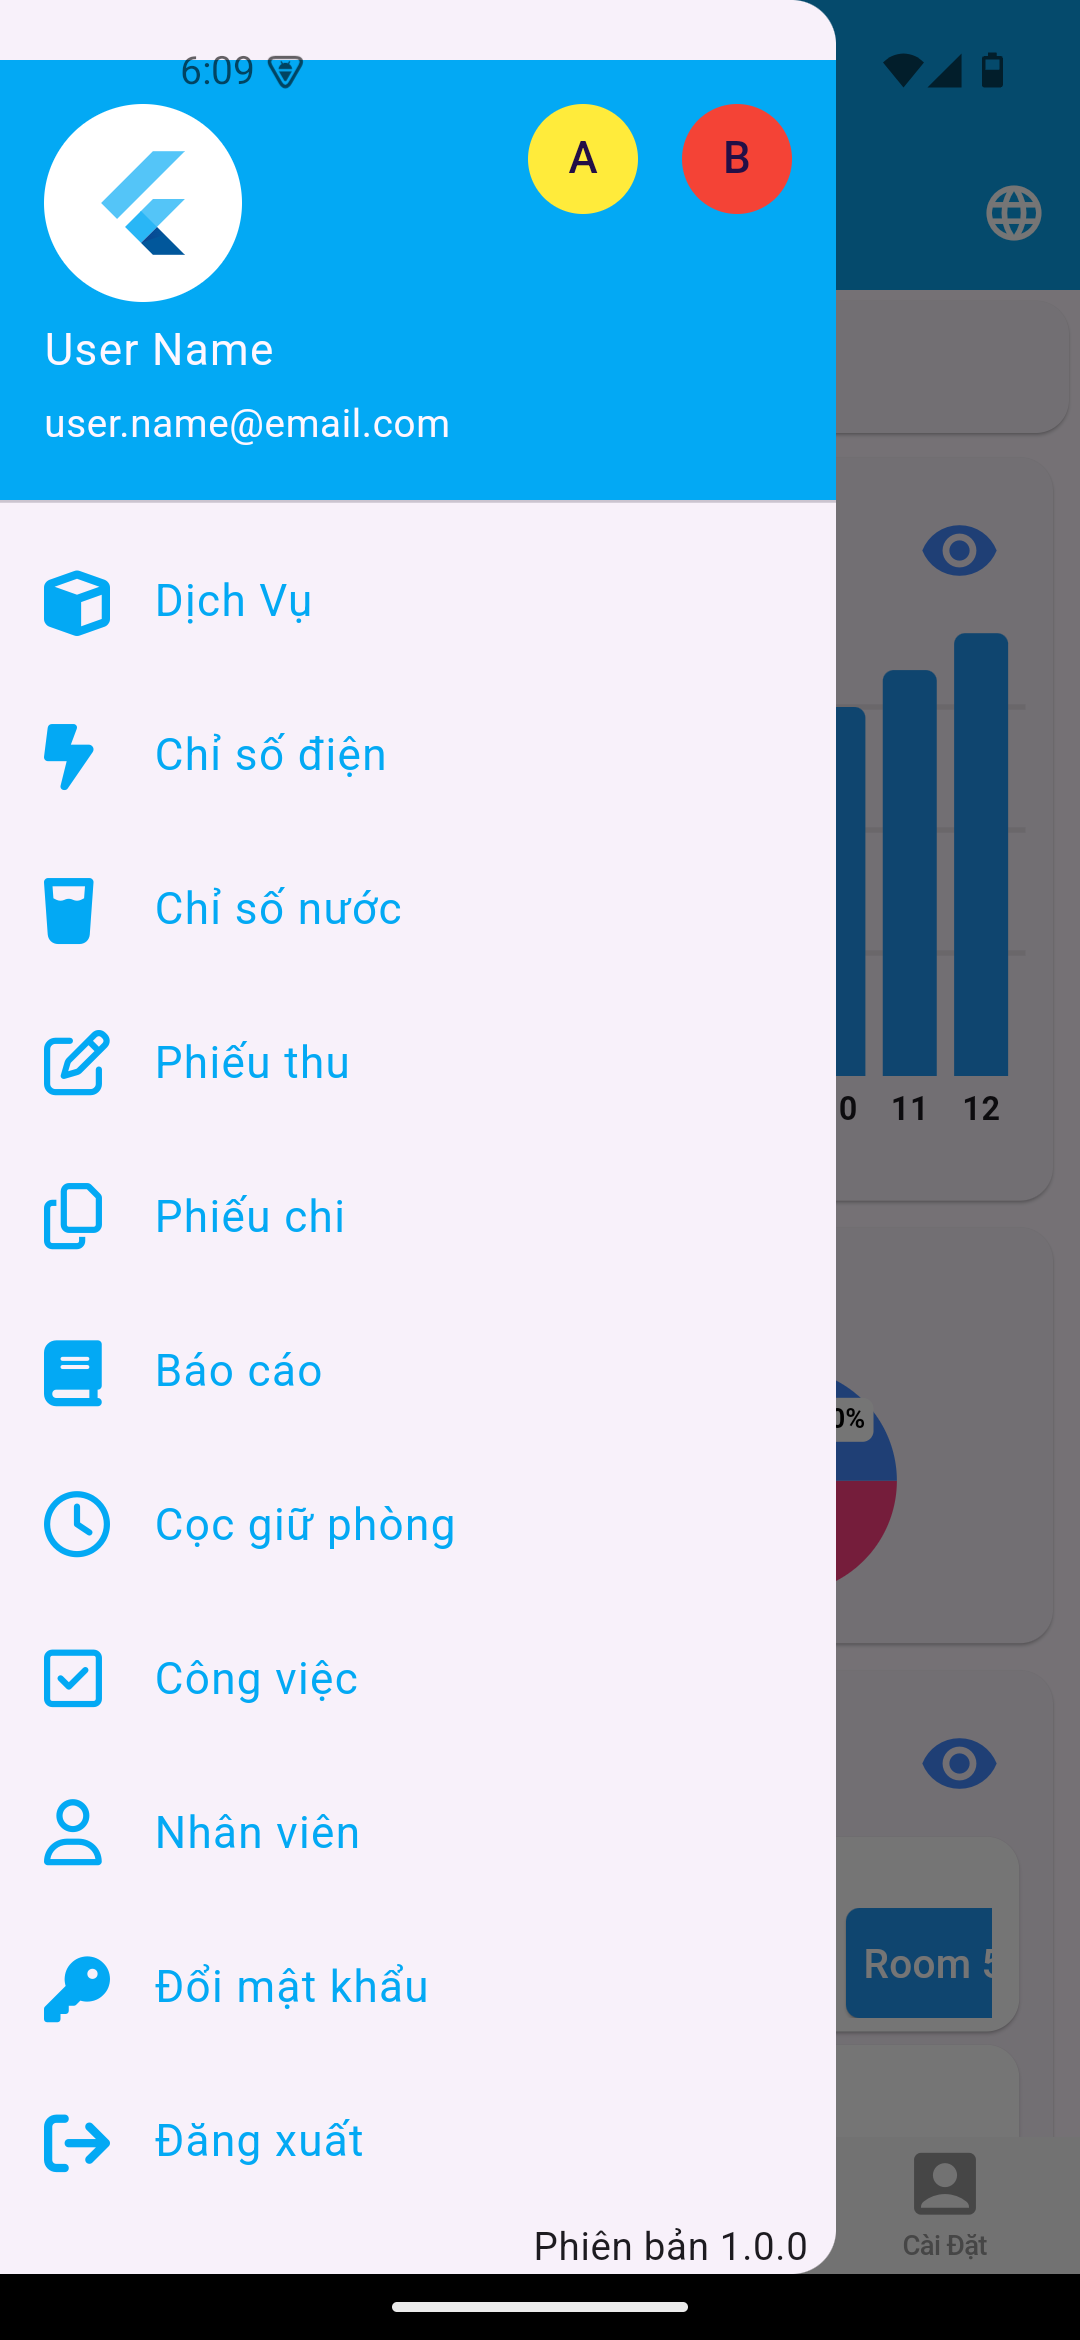 6:09
A B
User Name
user.name@email.com
Dịch Vụ
Chỉ số điện
Chỉ số nước
Phiếu thu
Phiếu chi
Báo cáo
Cọc giữ phòng
Công việc
Nhân viên
Đổi mật khẩu
Đăng xuất
Phiên bản 1.0.0
0 11 12
0%
Room 5
Cài Đặt